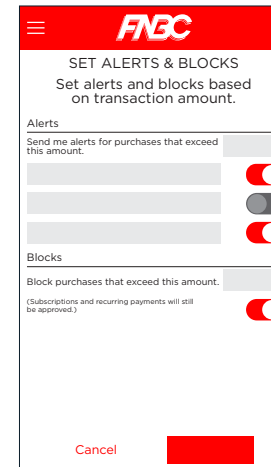 FNBC
SET ALERTS & BLOCKS
Set alerts and blocks based
on transaction amount.
Alerts
Send me alerts for purchases that exceed
this amount.
Blocks
Block purchases that exceed this amount.
(Subscriptions and recurring payments will still
be approved.)
Cancel